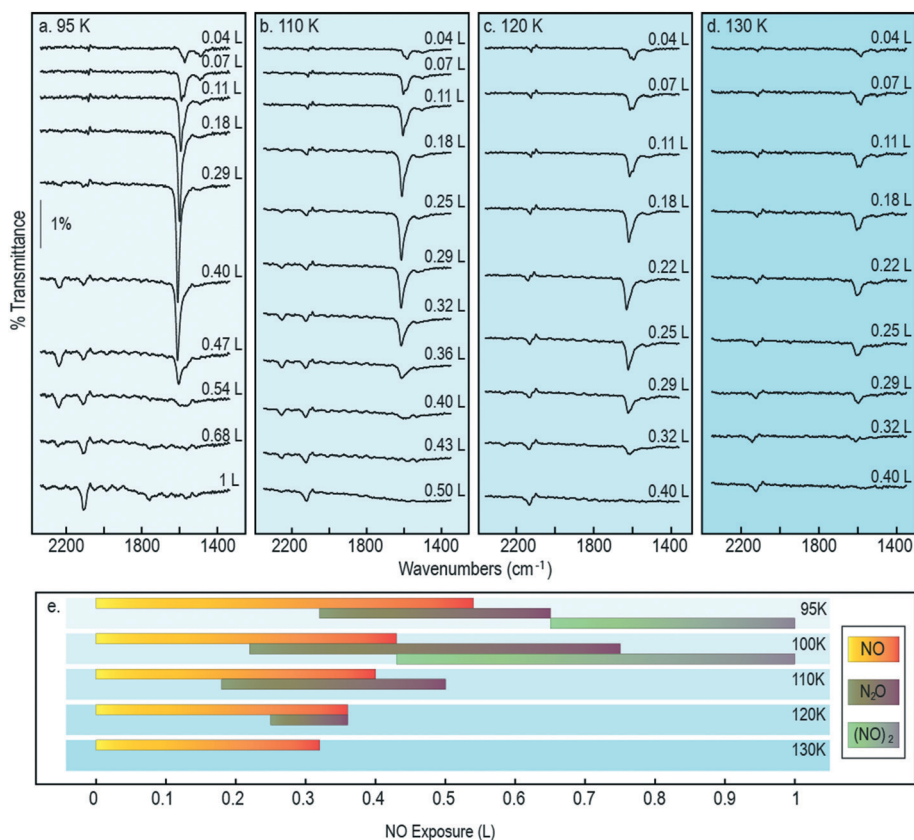 a. 95 K
0.04 L
0.07 L
0.11 L
0.18 L
0.29 L
1%
0.40 L
0.47 L
0.54 L
0.68 L
1 L
2200
1800
1400
b. 110 K
0.04 L
0.07 L
0.11 L
0.18 L
0.25 L
0.29 L
0.32 L
0.36 L
0.40 L
0.43 L
0.50 L
2200
1800
1400
c. 120 K
0.04 L
0.07 L
0.11 L
0.18 L
0.22 L
0.25 L
0.29 L
0.32 L
0.40 L
2200
1800
1400
d. 130 K
0.04 L
0.07 L
0.11 L
0.18 L
0.22 L
0.25 L
0.29 L
0.32 L
0.40 L
2200
1800
1400
% Transmittance
Wavenumbers (cm⁻¹)
e.
95K
100K
110K
120K
130K
NO
N₂O
(NO)₂
0 0.1 0.2 0.3 0.4 0.5 0.6 0.7 0.8 0.9 1
NO Exposure (L)